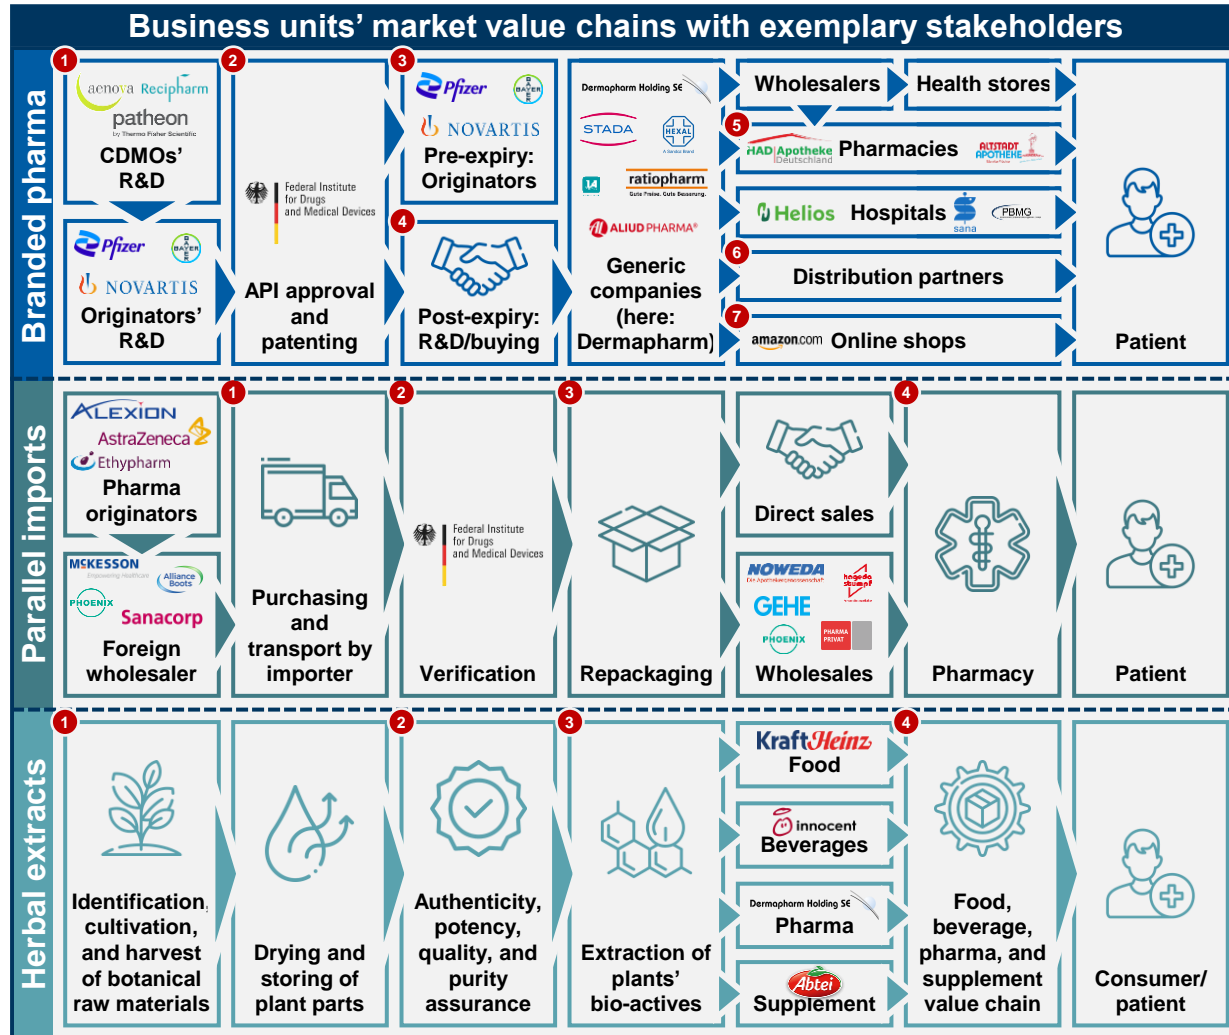 Business units' market value chains with exemplary stakeholders
Branded pharma
1
aenova Recipharm
patheon
by Thermo Fisher Scientific
CDMOs'
R&D
Pfizer
BAYER
NOVARTIS
Originators'
R&D
2
Federal Institute
for Drugs
and Medical Devices
API approval
and
patenting
3
Pfizer
BAYER
NOVARTIS
Pre-expiry:
Originators
4
Post-expiry:
R&D/buying
Dermapharm Holding SE
STADA
HEXAL
A Sandoz Brand
1A
ratiopharm
Gute Preise. Gute Besserung.
ALIUD PHARMA®
Generic
companies
(here:
Dermapharm)
Wholesalers
Health stores
5
HAD Apotheke
Deutschland
Pharmacies
ALTSTADT
APOTHEKE
Helios
Hospitals
sana
PBMG
6
Distribution partners
7
amazon.com
Online shops
Patient
Parallel imports
ALEXION
AstraZeneca
Ethypharm
Pharma
originators
MCKESSON
Empowering Healthcare
Alliance
Boots
PHOENIX
Sanacorp
Foreign
wholesaler
1
Purchasing
and
transport by
importer
2
Federal Institute
for Drugs
and Medical Devices
Verification
3
Repackaging
Direct sales
NOWEDA
Die Apothekergenossenschaft
hageda
stumpf
GEHE
PHOENIX
PHARMA
PRIVAT
Wholesales
4
Pharmacy
Patient
Herbal extracts
1
Identification,
cultivation,
and harvest
of botanical
raw materials
Drying and
storing of
plant parts
2
Authenticity,
potency,
quality, and
purity
assurance
3
Extraction of
plants'
bio-actives
KraftHeinz
Food
innocent
Beverages
Dermapharm Holding SE
Pharma
Abtei
Supplement
4
Food,
beverage,
pharma, and
supplement
value chain
Consumer/
patient